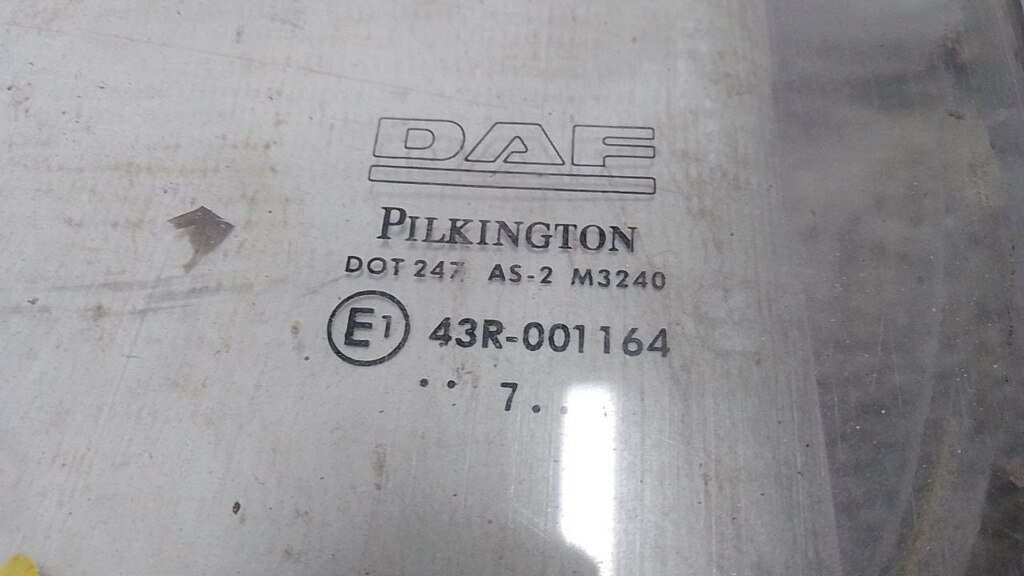 DAF
PILKINGTON
DOT 247 AS-2 M3240
E1 43R-001164
.. 7..